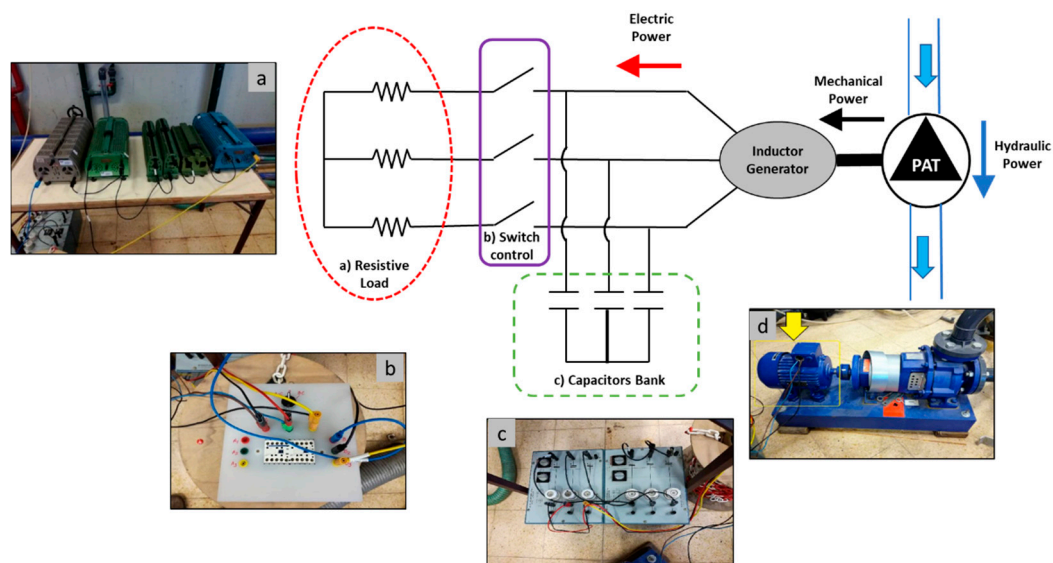 Electric
Power
a
Mechanical
Power
Inductor
Generator
PAT
Hydraulic
Power
b) Switch
control
a) Resistive
Load
d
b
c) Capacitors Bank
c